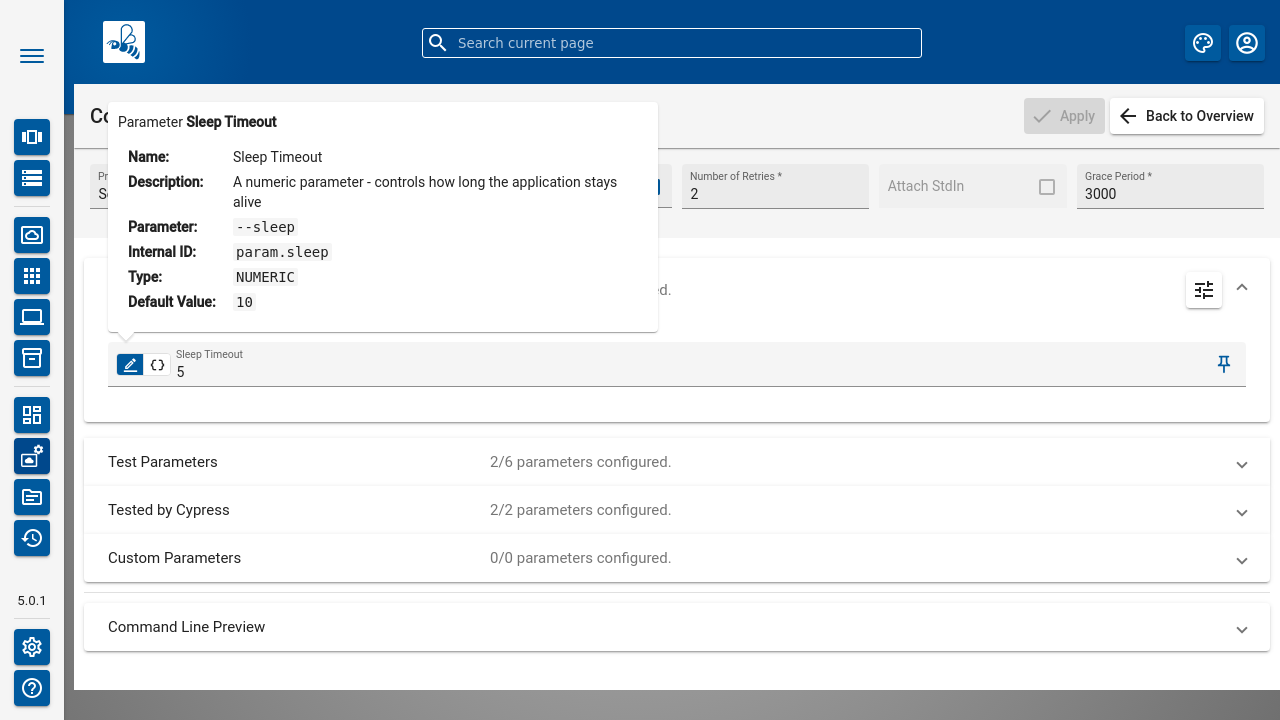 Search current page
Apply
Back to Overview
Parameter Sleep Timeout
Name: Sleep Timeout
Description: A numeric parameter - controls how long the application stays
alive
Parameter: --sleep
Internal ID: param.sleep
Type: NUMERIC
Default Value: 10
Number of Retries *
2
Attach StdIn
Grace Period *
3000
Sleep Timeout
5
Test Parameters 2/6 parameters configured.
Tested by Cypress 2/2 parameters configured.
Custom Parameters 0/0 parameters configured.
Command Line Preview
5.0.1